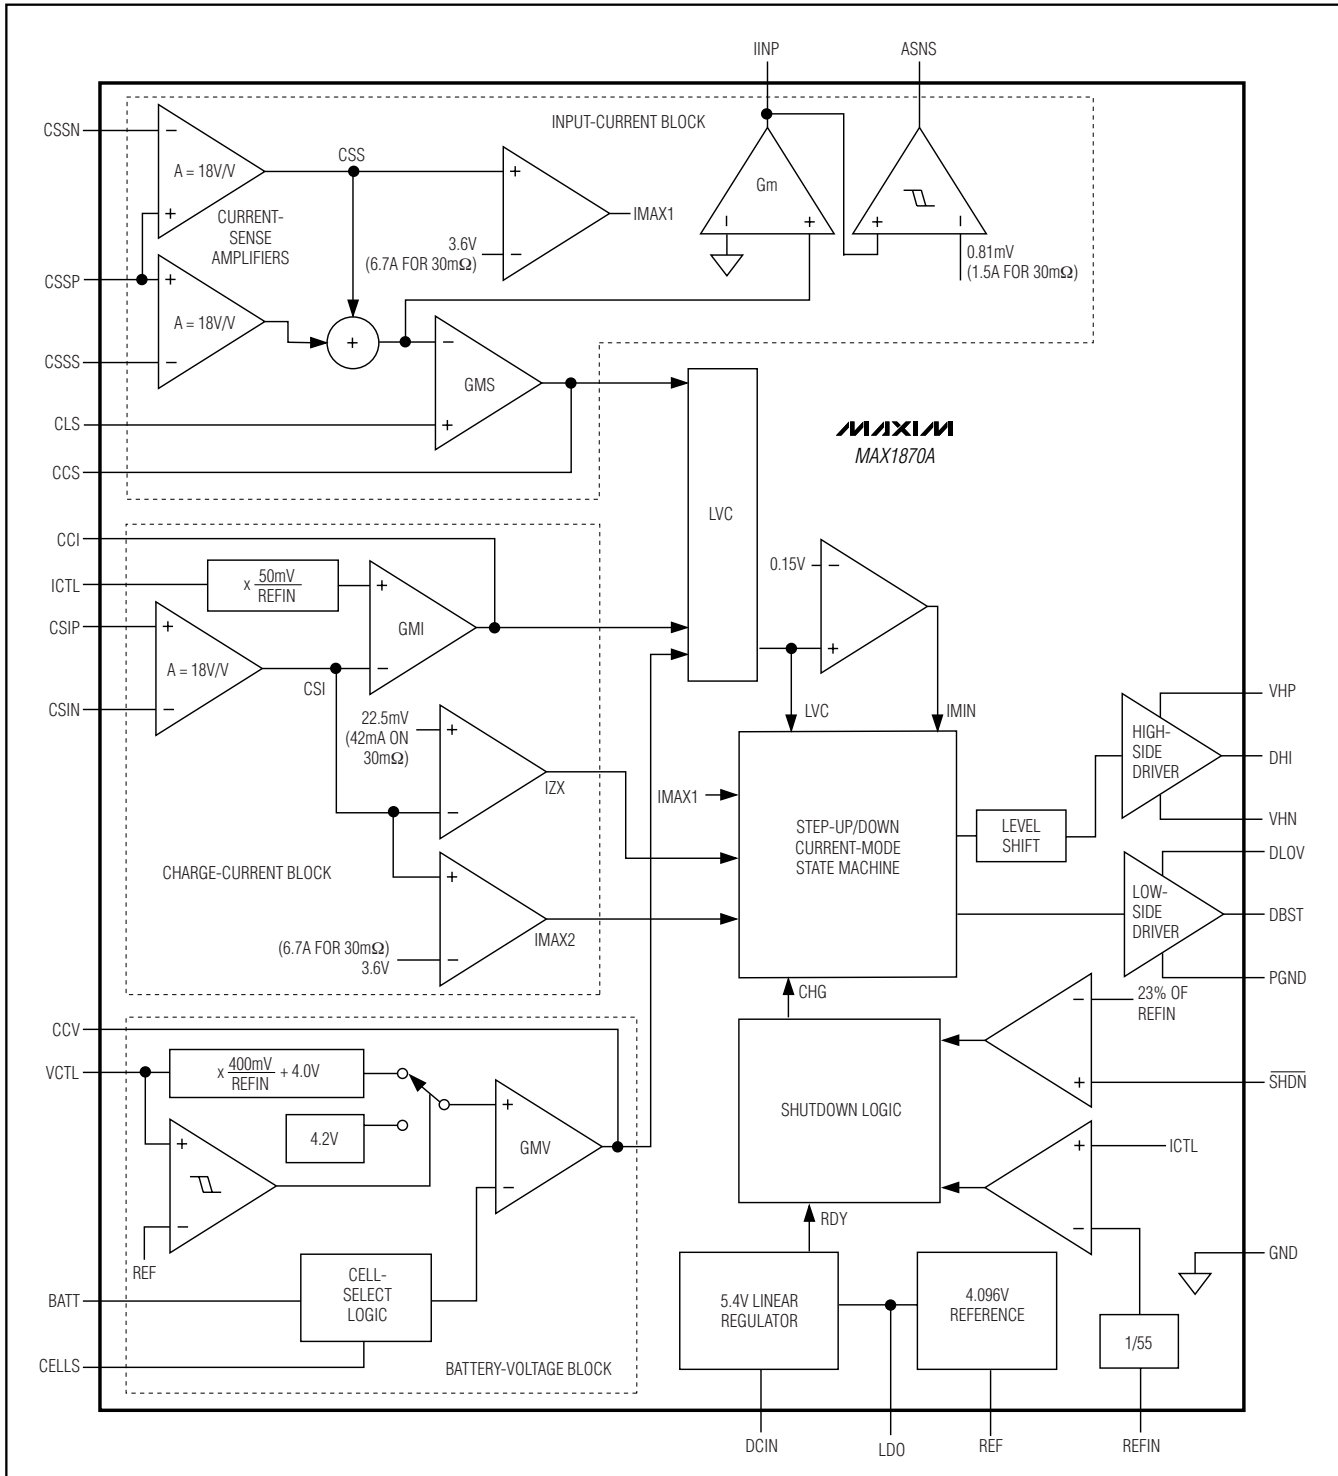 IINP
ASNS
CSSN
INPUT-CURRENT BLOCK
−
A = 18V/V
+
CSS
+
−
IMAX1
Gm
−
+
+
−
CURRENT-
SENSE
AMPLIFIERS
3.6V
(6.7A FOR 30mΩ)
0.81mV
(1.5A FOR 30mΩ)
CSSP
+
A = 18V/V
−
+
CSSS
−
GMS
+
CLS
CCS
MAXIM
MAX1870A
LVC
CCI
ICTL
x 50mV
REFIN
+
GMI
−
0.15V
−
+
CSIP
+
A = 18V/V
−
CSI
CSIN
22.5mV
(42mA ON
30mΩ)
+
−
IZX
LVC
IMIN
IMAX1
STEP-UP/DOWN
CURRENT-MODE
STATE MACHINE
LEVEL
SHIFT
HIGH-
SIDE
DRIVER
VHP
DHI
VHN
CHARGE-CURRENT BLOCK
+
−
IMAX2
(6.7A FOR 30mΩ)
3.6V
LOW-
SIDE
DRIVER
DLOV
DBST
PGND
CHG
−
23% OF
REFIN
+
SHDN
CCV
VCTL
x 400mV
REFIN
+ 4.0V
4.2V
+
−
GMV
+
−
SHUTDOWN LOGIC
+
ICTL
−
RDY
REF
BATT
CELL-
SELECT
LOGIC
CELLS
BATTERY-VOLTAGE BLOCK
5.4V LINEAR
REGULATOR
4.096V
REFERENCE
GND
1/55
DCIN
LDO
REF
REFIN